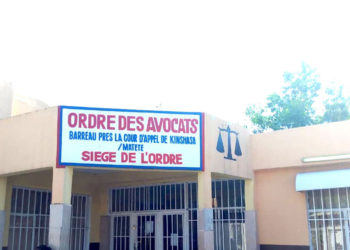 ORDRE DES AVOCATS
BARREAU PRES LA COUR D'APPEL DE KINSHASA
/MATETE
SIEGE DE L'ORDRE